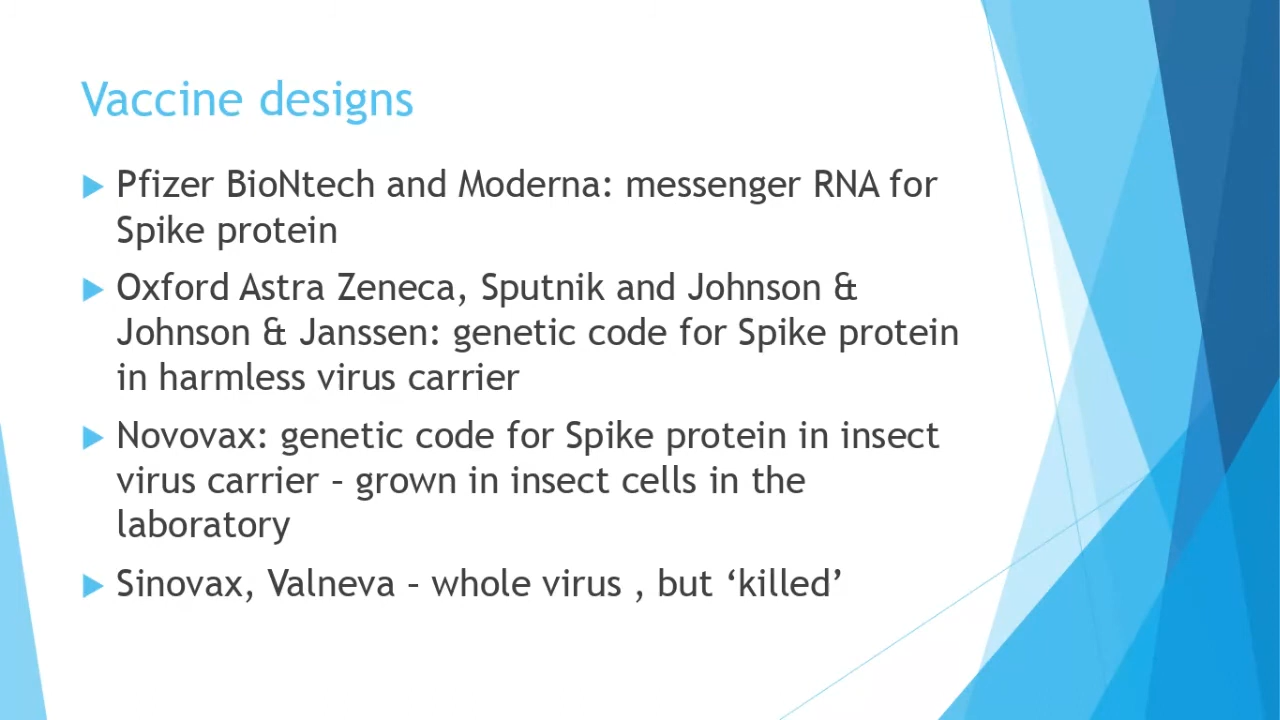 Vaccine designs
Pfizer BioNtech and Moderna: messenger RNA for
Spike protein
Oxford Astra Zeneca, Sputnik and Johnson &
Johnson & Janssen: genetic code for Spike protein
in harmless virus carrier
Novovax: genetic code for Spike protein in insect
virus carrier – grown in insect cells in the
laboratory
Sinovax, Valneva – whole virus , but ‘killed’